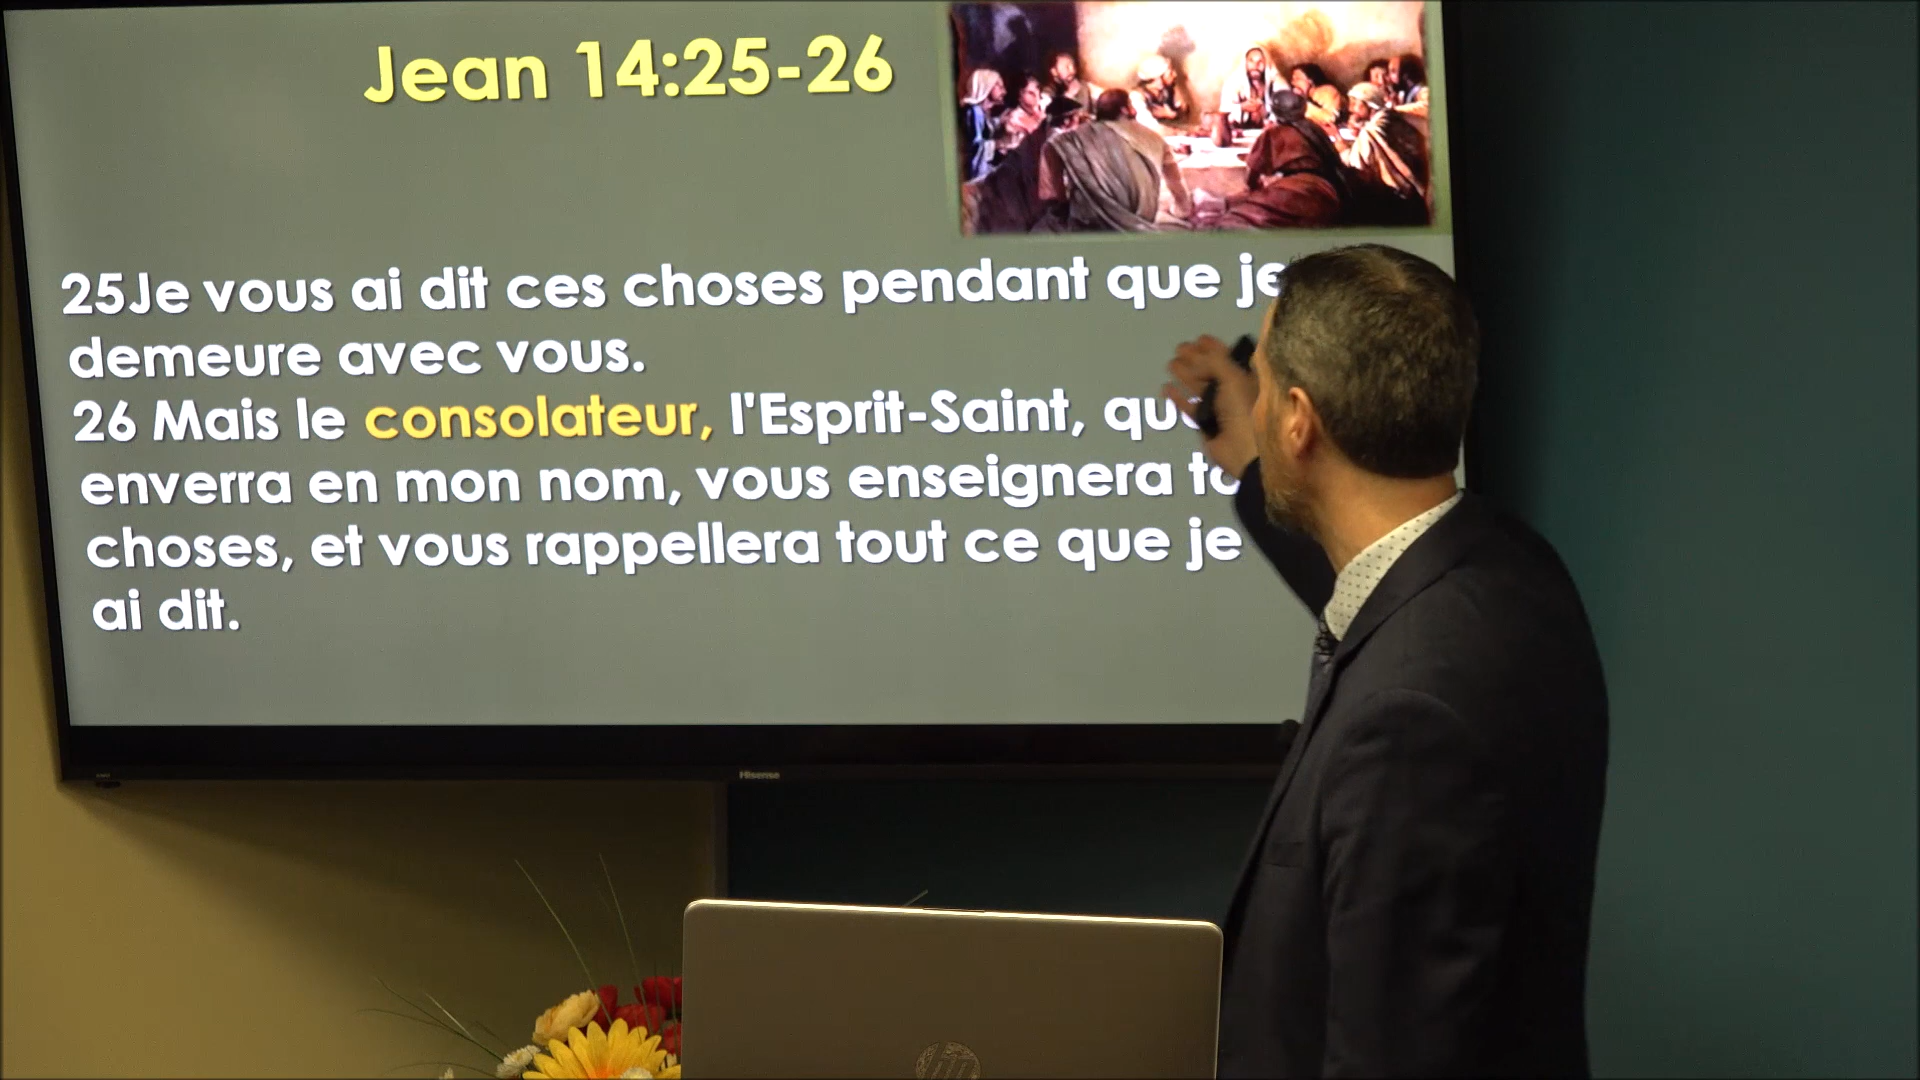 Jean 14:25-26
25Je vous ai dit ces choses pendant que je
demeure avec vous.
26 Mais le consolateur, l'Esprit-Saint, que
enverra en mon nom, vous enseignera
choses, et vous rappellera tout ce que je
ai dit.
Hisense
hp